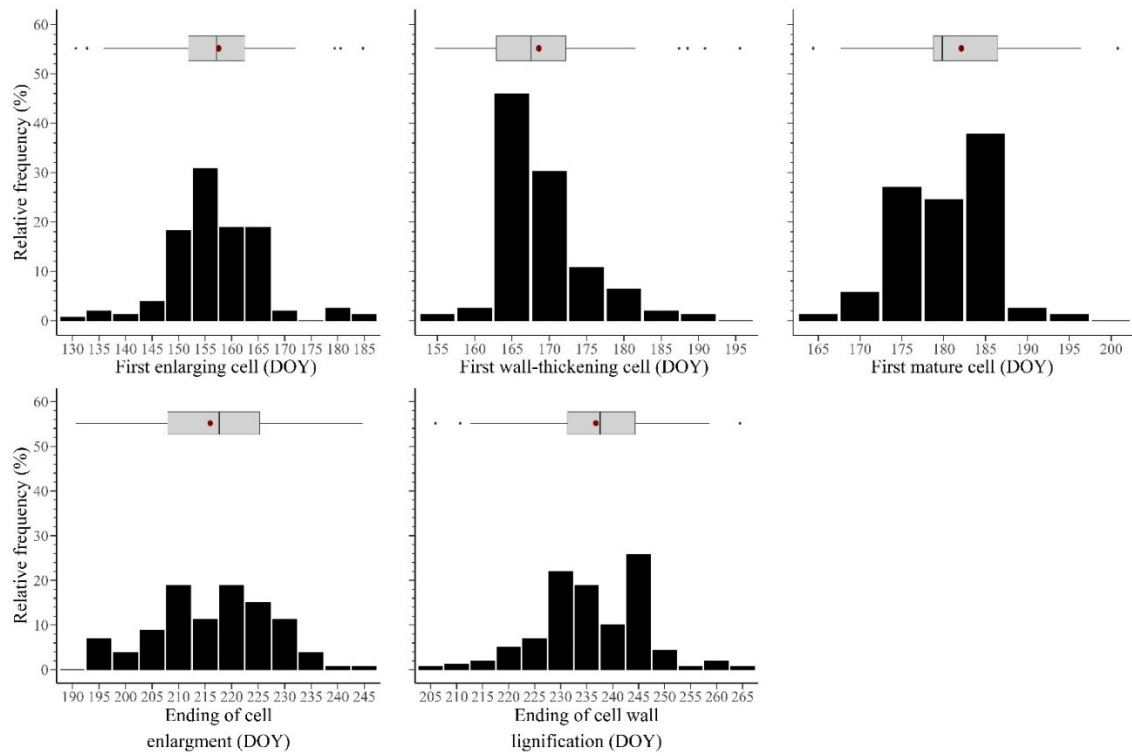 Relative frequency (%)
60
50
40
30
20
10
0
130 135 140 145 150 155 160 165 170 175 180 185
First enlarging cell (DOY)
155 160 165 170 175 180 185 190 195
First wall-thickening cell (DOY)
165 170 175 180 185 190 195 200
First mature cell (DOY)
Relative frequency (%)
60
50
40
30
20
10
0
190 195 200 205 210 215 220 225 230 235 240 245
Ending of cell
enlargment (DOY)
205 210 215 220 225 230 235 240 245 250 255 260 265
Ending of cell wall
lignification (DOY)